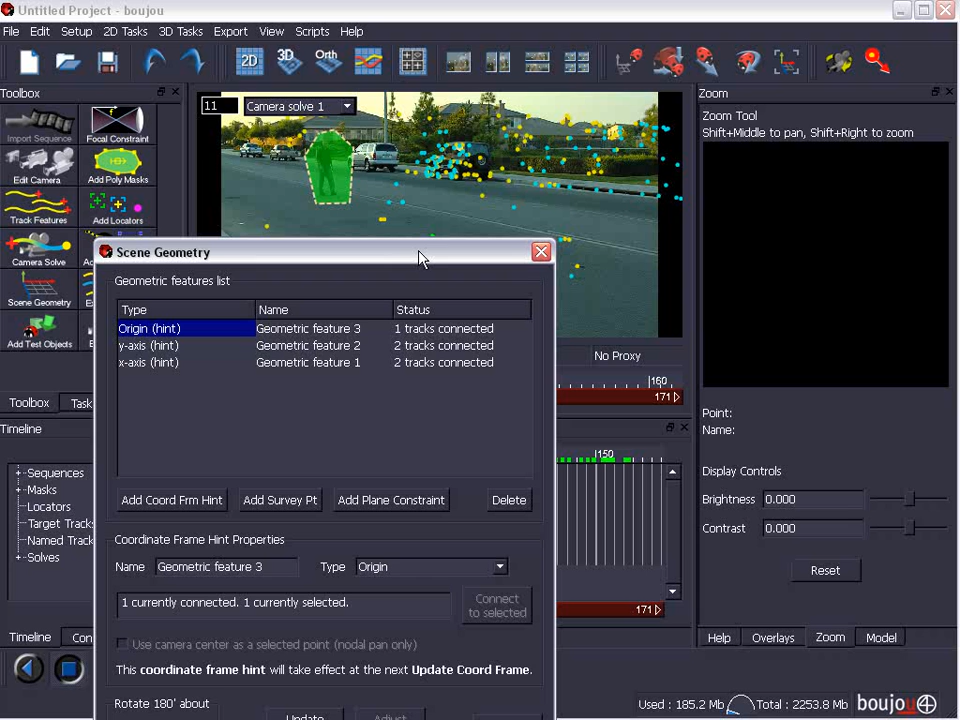 Untitled Project - boujou
File Edit Setup 2D Tasks 3D Tasks Export View Scripts Help
2D 3D Orth
Toolbox
Import Sequence Focal Constraint
Edit Camera Add Poly Masks
Track Features Add Locators
Camera Solve
Scene Geometry
Add Test Objects
Toolbox Task
11 Camera solve 1
No Proxy
160
171
Zoom
Zoom Tool
Shift+Middle to pan, Shift+Right to zoom
Point:
Name:
Display Controls
Brightness 0.000
Contrast 0.000
Reset
Help Overlays Zoom Model
Scene Geometry
Geometric features list
Type Name Status
Origin (hint) Geometric feature 3 1 tracks connected
y-axis (hint) Geometric feature 2 2 tracks connected
x-axis (hint) Geometric feature 1 2 tracks connected
Add Coord Frm Hint Add Survey Pt Add Plane Constraint Delete
Coordinate Frame Hint Properties
Name Geometric feature 3 Type Origin
1 currently connected. 1 currently selected.
Connect to selected
Use camera center as a selected point (nodal pan only)
This coordinate frame hint will take effect at the next Update Coord Frame.
Rotate 180' about
Update Adjust
Timeline
Sequences
Masks
Locators
Target Tracks
Named Track
Solves
150
171
Timeline Con
Used : 185.2 Mb Total : 2253.8 Mb boujou4